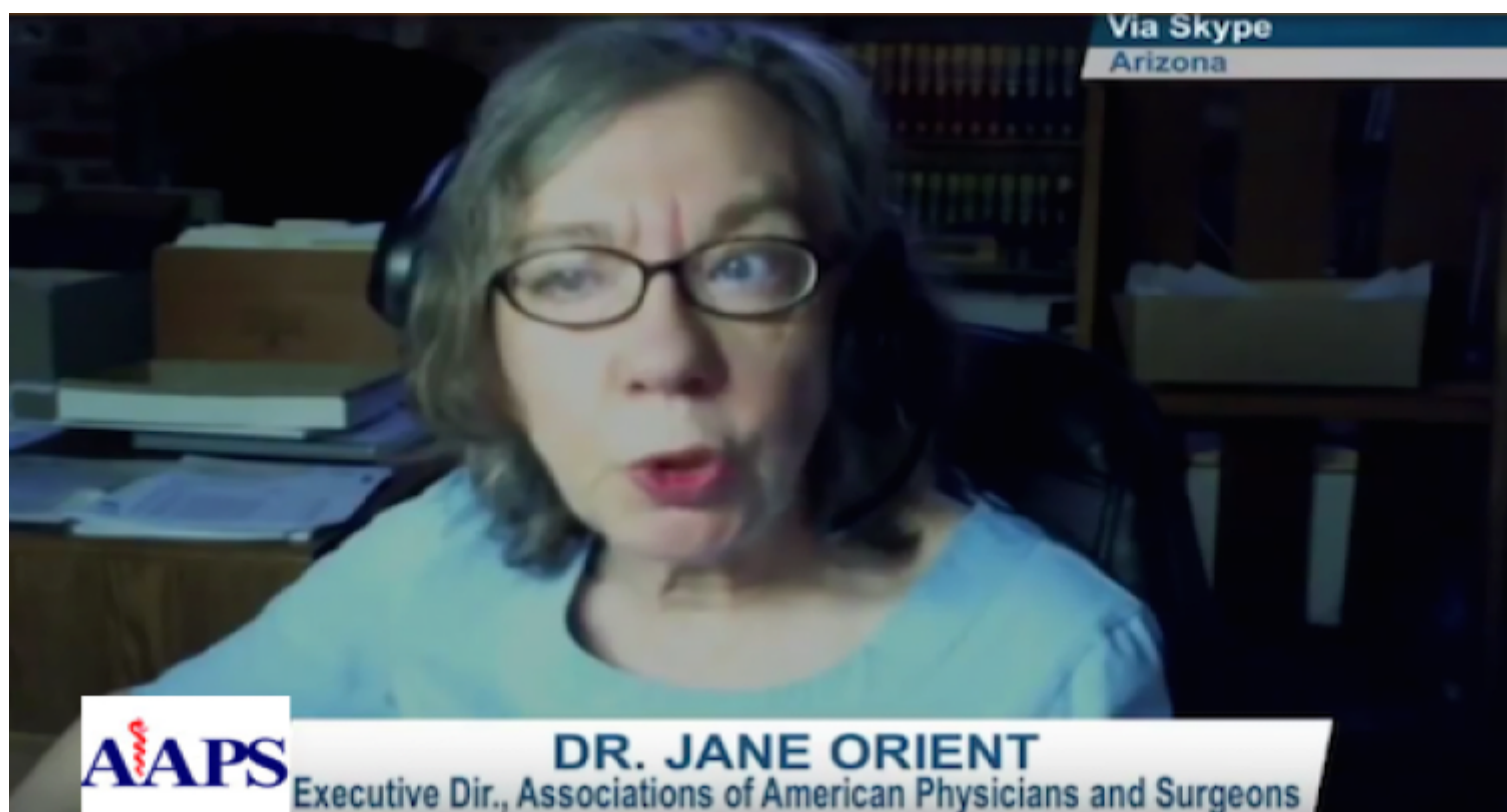 Via Skype
Arizona
AAPS
DR. JANE ORIENT
Executive Dir., Associations of American Physicians and Surgeons